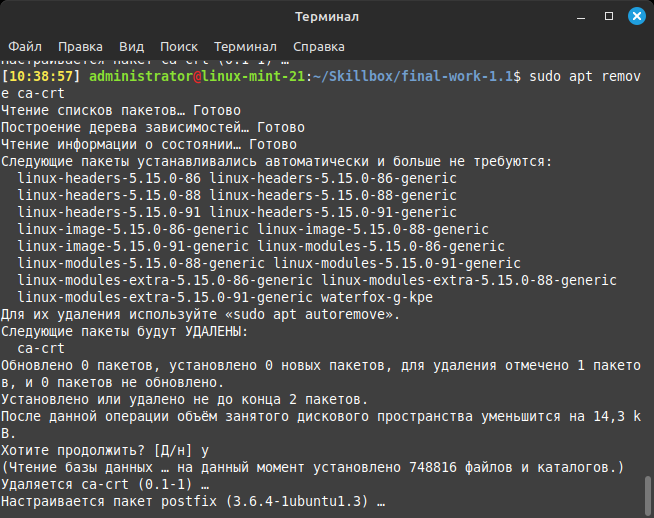 Терминал
Файл Правка Вид Поиск Терминал Справка
Настраивается пакет ca-crt (0.1-1) …
[10:38:57] administrator@linux-mint-21:~/Skillbox/final-work-1.1$ sudo apt remov
e ca-crt
Чтение списков пакетов… Готово
Построение дерева зависимостей… Готово
Чтение информации о состоянии… Готово
Следующие пакеты устанавливались автоматически и больше не требуются:
linux-headers-5.15.0-86 linux-headers-5.15.0-86-generic
linux-headers-5.15.0-88 linux-headers-5.15.0-88-generic
linux-headers-5.15.0-91 linux-headers-5.15.0-91-generic
linux-image-5.15.0-86-generic linux-image-5.15.0-88-generic
linux-image-5.15.0-91-generic linux-modules-5.15.0-86-generic
linux-modules-5.15.0-88-generic linux-modules-5.15.0-91-generic
linux-modules-extra-5.15.0-86-generic linux-modules-extra-5.15.0-88-generic
linux-modules-extra-5.15.0-91-generic waterfox-g-kpe
Для их удаления используйте «sudo apt autoremove».
Следующие пакеты будут УДАЛЕНЫ:
ca-crt
Обновлено 0 пакетов, установлено 0 новых пакетов, для удаления отмечено 1 пакето
в, и 0 пакетов не обновлено.
Установлено или удалено не до конца 2 пакетов.
После данной операции объём занятого дискового пространства уменьшится на 14,3 k
B.
Хотите продолжить? [Д/н] y
(Чтение базы данных … на данный момент установлено 748816 файлов и каталогов.)
Удаляется ca-crt (0.1-1) …
Настраивается пакет postfix (3.6.4-1ubuntu1.3) …